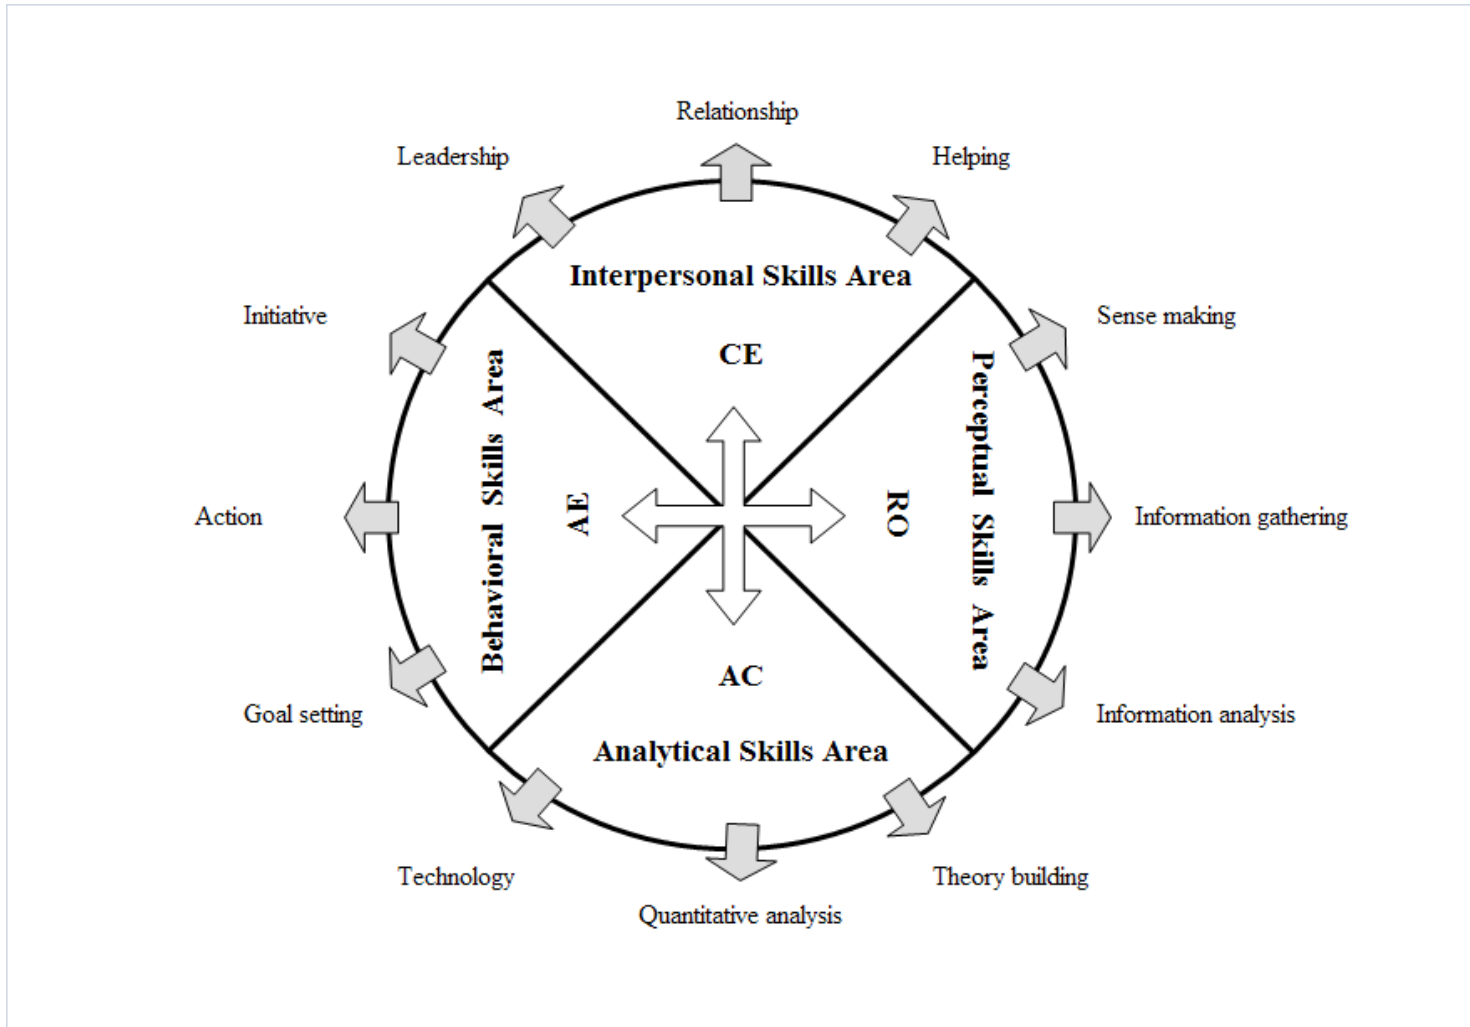 Relationship
Leadership
Helping
Interpersonal Skills Area
Initiative
Sense making
CE
Behavioral Skills Area
Perceptual Skills Area
Action
AE
RO
Information gathering
AC
Goal setting
Information analysis
Analytical Skills Area
Technology
Theory building
Quantitative analysis